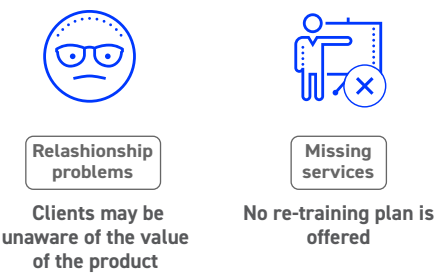 Relashionship
problems
Clients may be
unaware of the value
of the product
Missing
services
No re-training plan is
offered